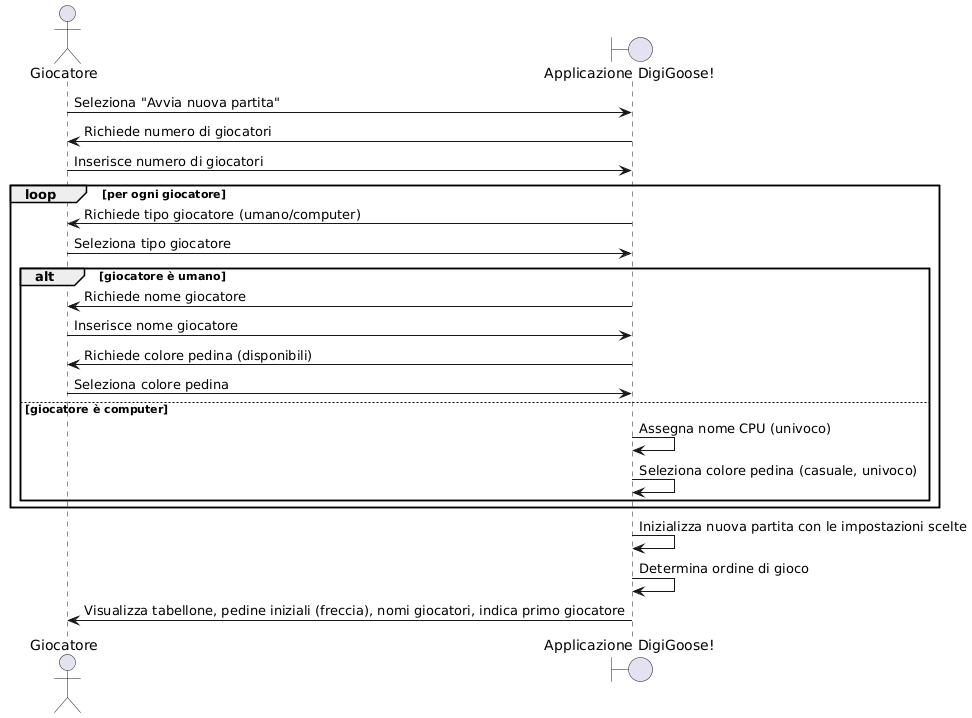 Giocatore
Applicazione DigiGoose!
Seleziona "Avvia nuova partita"
Richiede numero di giocatori
Inserisce numero di giocatori
loop [per ogni giocatore]
Richiede tipo giocatore (umano/computer)
Seleziona tipo giocatore
alt [giocatore è umano]
Richiede nome giocatore
Inserisce nome giocatore
Richiede colore pedina (disponibili)
Seleziona colore pedina
[giocatore è computer]
Assegna nome CPU (univoco)
Seleziona colore pedina (casuale, univoco)
Inizializza nuova partita con le impostazioni scelte
Determina ordine di gioco
Visualizza tabellone, pedine iniziali (freccia), nomi giocatori, indica primo giocatore
Giocatore
Applicazione DigiGoose!